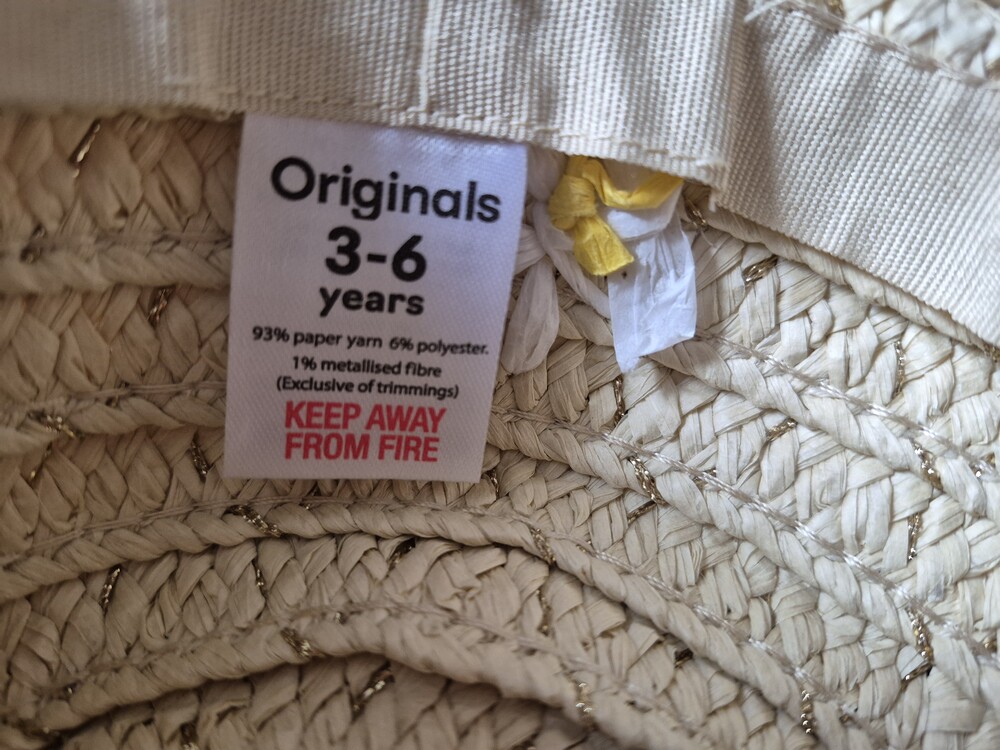 Originals
3-6
years
93% paper yarn 6% polyester.
1% metallised fibre
(Exclusive of trimmings)
KEEP AWAY
FROM FIRE